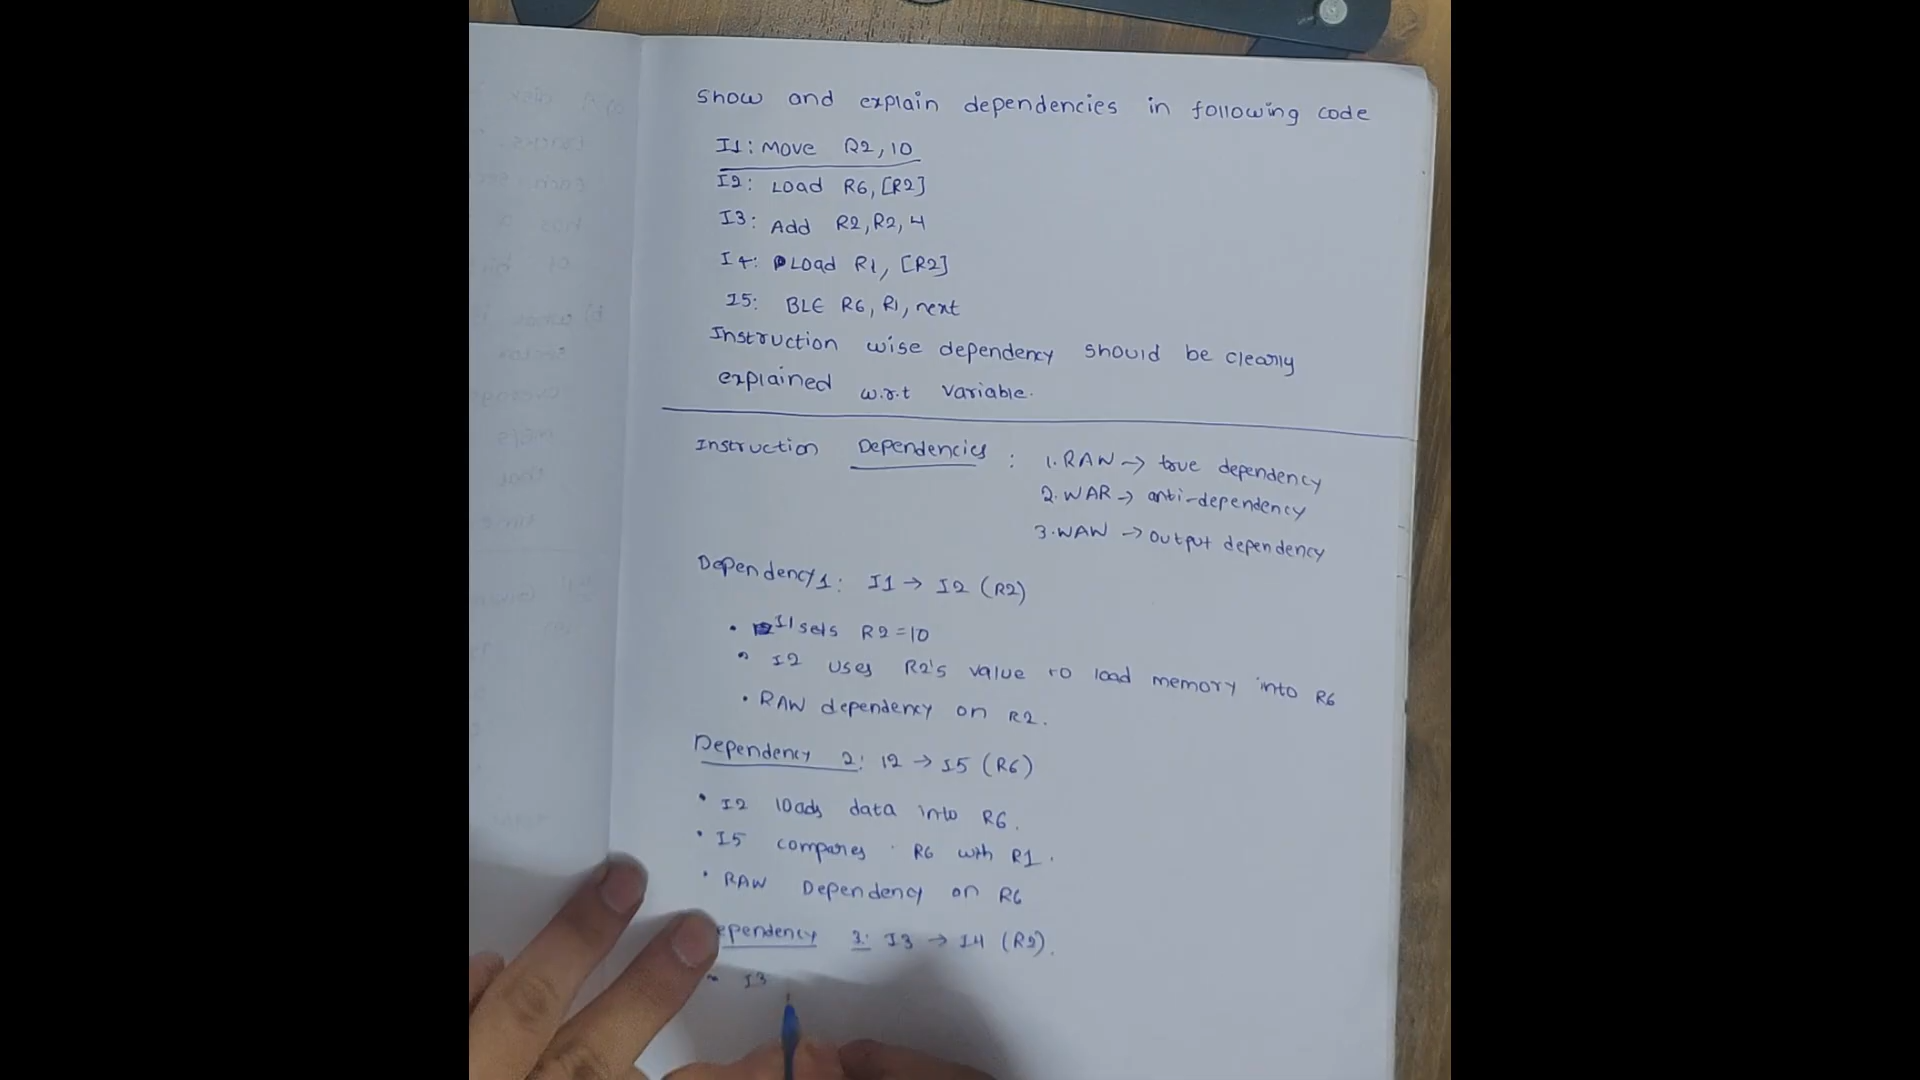 Show and explain dependencies in following code
I1: Move R2, 10
I2: Load R6, [R2]
I3: Add R2, R2, 4
I4: Load R1, [R2]
I5: BLE R6, R1, next
Instruction wise dependency should be clearly
explained w.r.t variable.
Instruction Dependencies : 1. RAW → true dependency
2. WAR → anti-dependency
3. WAW → output dependency
Dependency 1: I1 → I2 (R2)
• I1 sets R2 = 10
• I2 uses R2's value to load memory into R6
• RAW dependency on R2.
Dependency 2: I2 → I5 (R6)
• I2 loads data into R6.
• I5 compares R6 with R1.
• RAW Dependency on R6
ependency 3: I3 → I4 (R2).
• I3